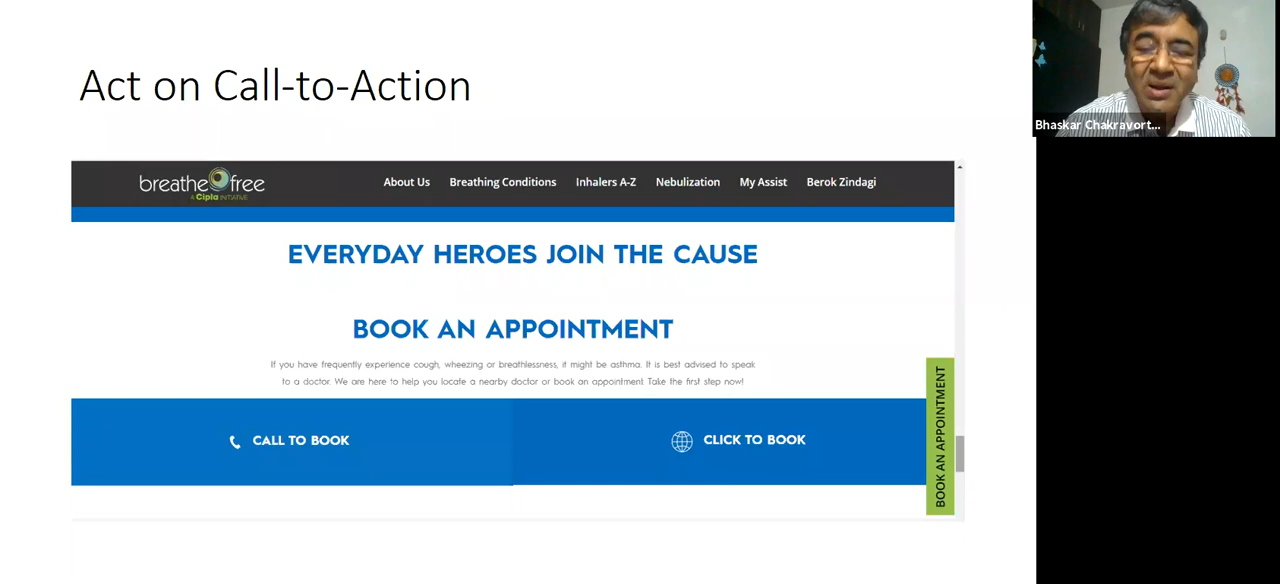 Act on Call-to-Action
Bhaskar Chakravort...
breathe free
A Cipla INITIATIVE
About Us Breathing Conditions Inhalers A-Z Nebulization My Assist Berok Zindagi
EVERYDAY HEROES JOIN THE CAUSE
BOOK AN APPOINTMENT
If you have frequently experience cough, wheezing or breathlessness, it might be asthma. It is best advised to speak
to a doctor. We are here to help you locate a nearby doctor or book an appointment. Take the first step now!
CALL TO BOOK
CLICK TO BOOK
BOOK AN APPOINTMENT